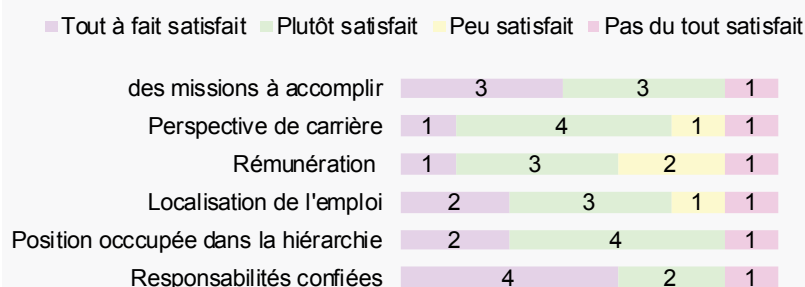 Tout à fait satisfait Plutôt satisfait Peu satisfait Pas du tout satisfait
des missions à accomplir 3 3 1
Perspective de carrière 1 4 1 1
Rémunération 1 3 2 1
Localisation de l'emploi 2 3 1 1
Position occcupée dans la hiérarchie 2 4 1
Responsabilités confiées 4 2 1